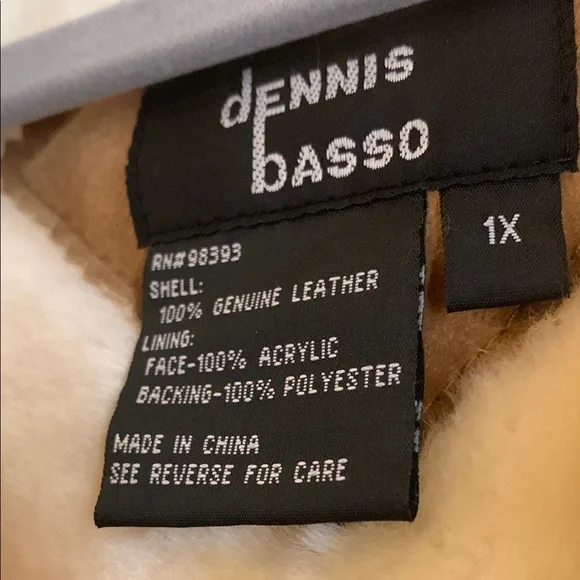 dENNIS
bASSO
1X
RN#98393
SHELL:
100% GENUINE LEATHER
LINING:
FACE-100% ACRYLIC
BACKING-100% POLYESTER
MADE IN CHINA
SEE REVERSE FOR CARE